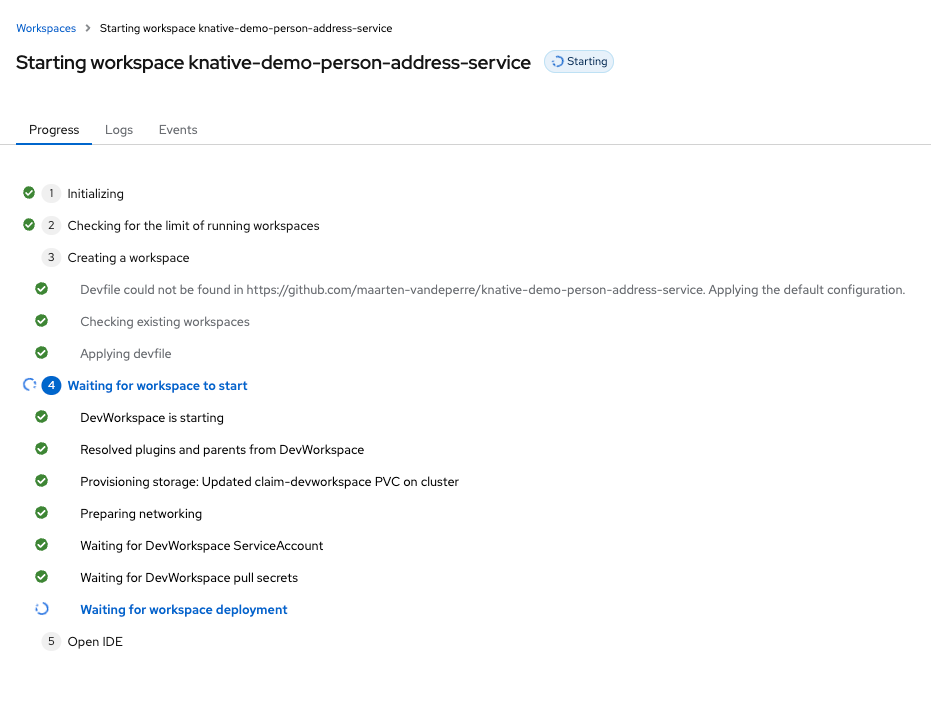 Workspaces > Starting workspace knative-demo-person-address-service
Starting workspace knative-demo-person-address-service Starting
Progress Logs Events
1 Initializing
2 Checking for the limit of running workspaces
3 Creating a workspace
Devfile could not be found in https://github.com/maarten-vandeperre/knative-demo-person-address-service. Applying the default configuration.
Checking existing workspaces
Applying devfile
4 Waiting for workspace to start
DevWorkspace is starting
Resolved plugins and parents from DevWorkspace
Provisioning storage: Updated claim-devworkspace PVC on cluster
Preparing networking
Waiting for DevWorkspace ServiceAccount
Waiting for DevWorkspace pull secrets
Waiting for workspace deployment
5 Open IDE